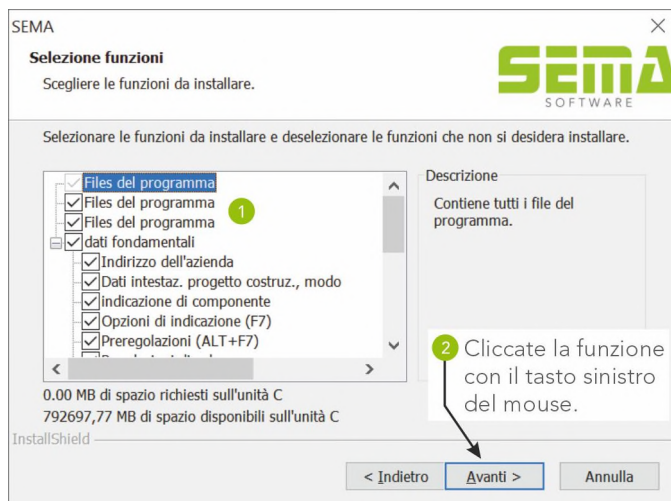 SEMA
Selezione funzioni
Scegliere le funzioni da installare.
SEMA
SOFTWARE
Selezionare le funzioni da installare e deselezionare le funzioni che non si desidera installare.
Files del programma
Files del programma
Files del programma
1
dati fondamentali
Indirizzo dell'azienda
Dati intestaz. progetto costruz., modo
indicazione di componente
Opzioni di indicazione (F7)
Preregolazioni (ALT+F7)
Descrizione
Contiene tutti i file del
programma.
2 Cliccate la funzione
con il tasto sinistro
del mouse.
0.00 MB di spazio richiesti sull'unità C
792697,77 MB di spazio disponibili sull'unità C
InstallShield
< Indietro
Avanti >
Annulla